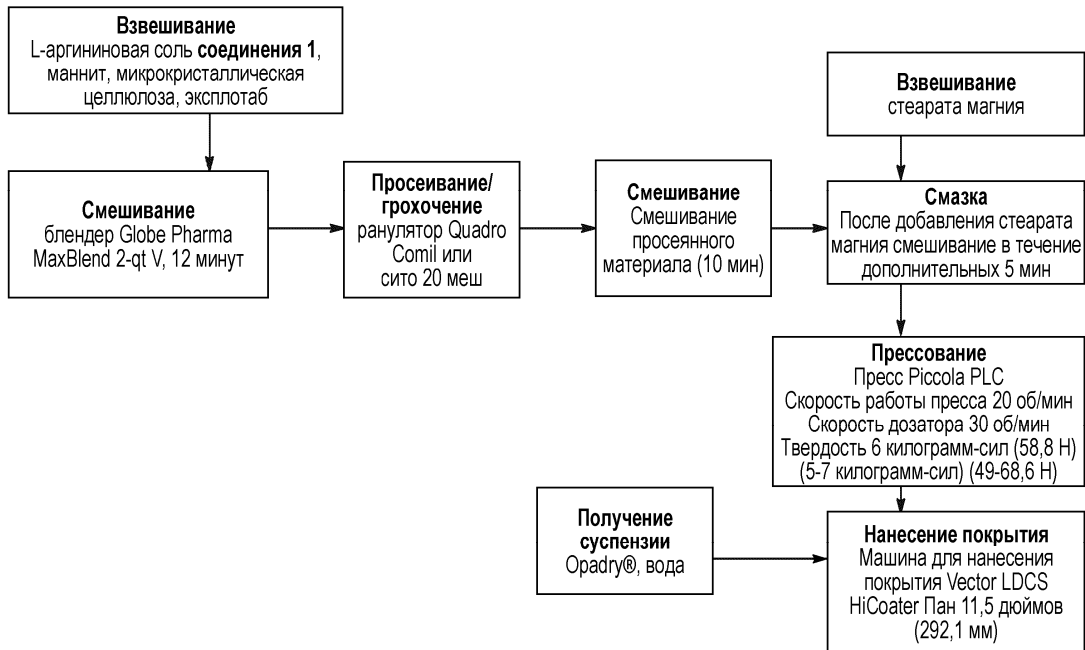 Взвешивание
L-аргининовая соль соединения 1,
маннит, микрокристаллическая
целлюлоза, эксплотаб
Взвешивание
стеарата магния
Смешивание
блендер Globe Pharma
MaxBlend 2-qt V, 12 минут
Просеивание/
грохочение
ранулятор Quadro
Comil или
сито 20 меш
Смешивание
Смешивание
просеянного
материала (10 мин)
Смазка
После добавления стеарата
магния смешивание в течение
дополнительных 5 мин
Прессование
Пресс Piccola PLC
Скорость работы пресса 20 об/мин
Скорость дозатора 30 об/мин
Твердость 6 килограмм-сил (58,8 Н)
(5-7 килограмм-сил) (49-68,6 Н)
Получение
суспензии
Opadry®, вода
Нанесение покрытия
Машина для нанесения
покрытия Vector LDCS
HiCoater Пан 11,5 дюймов
(292,1 мм)